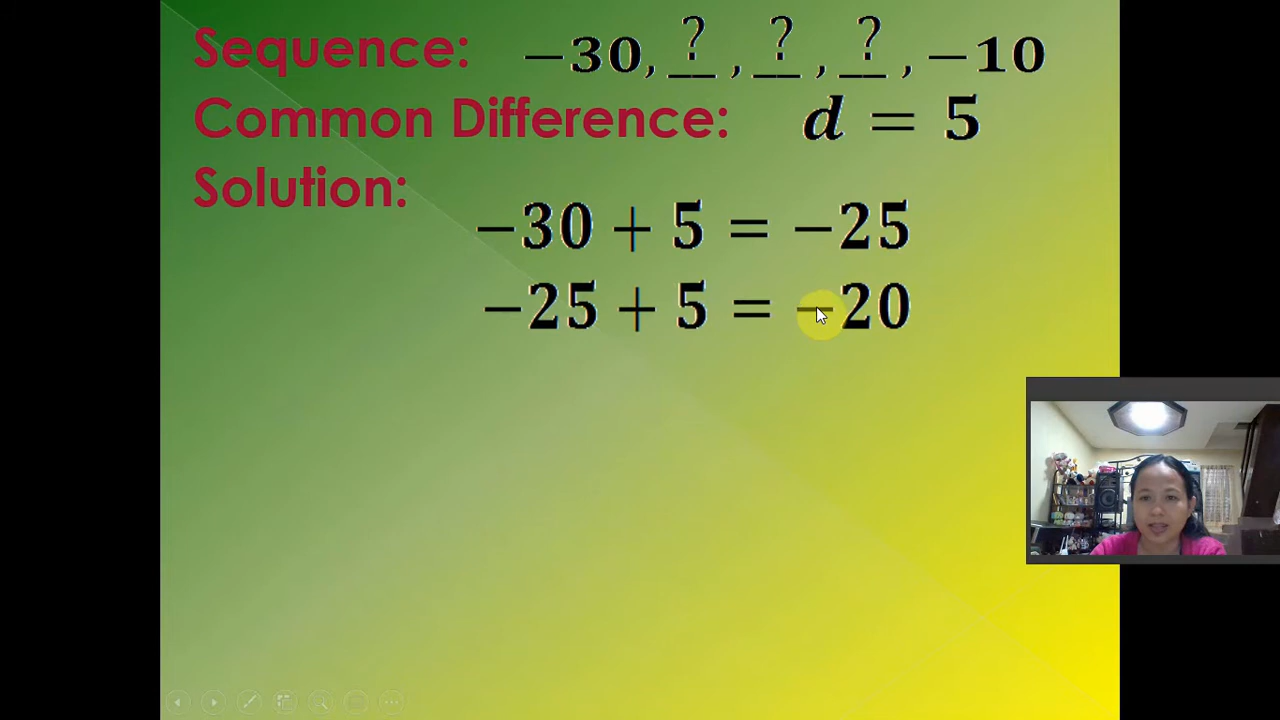 Sequence: −30, ?, ?, ?, −10
Common Difference: d = 5
Solution:
−30 + 5 = −25
−25 + 5 = −20